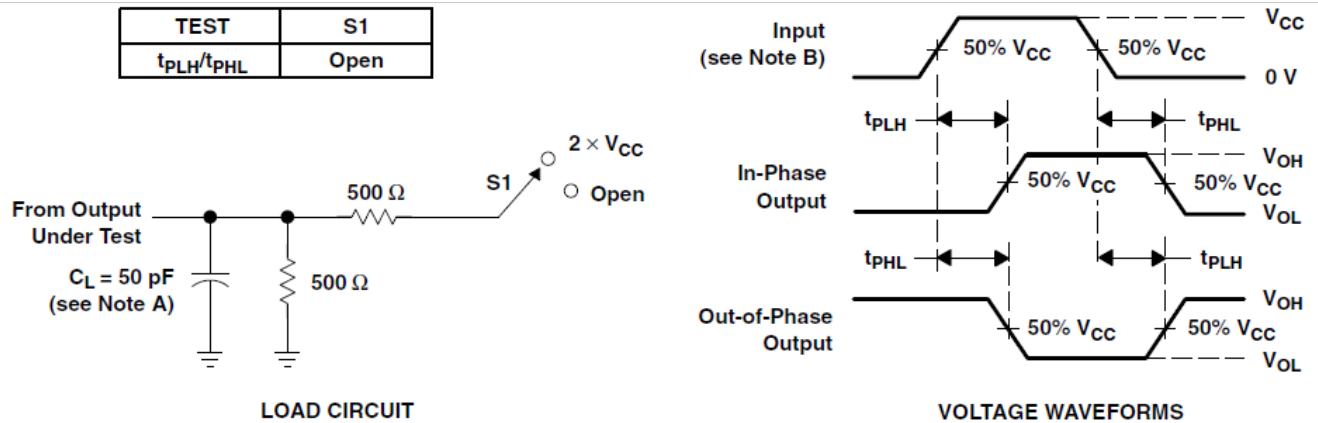 TEST S1
tPLH/tPHL Open
2 × VCC
S1
Open
500 Ω
From Output
Under Test
CL = 50 pF
(see Note A)
500 Ω
LOAD CIRCUIT
Input
(see Note B)
50% VCC
50% VCC
VCC
0 V
tPLH
tPHL
In-Phase
Output
50% VCC
50% VCC
VOH
VOL
tPHL
tPLH
Out-of-Phase
Output
50% VCC
50% VCC
VOH
VOL
VOLTAGE WAVEFORMS